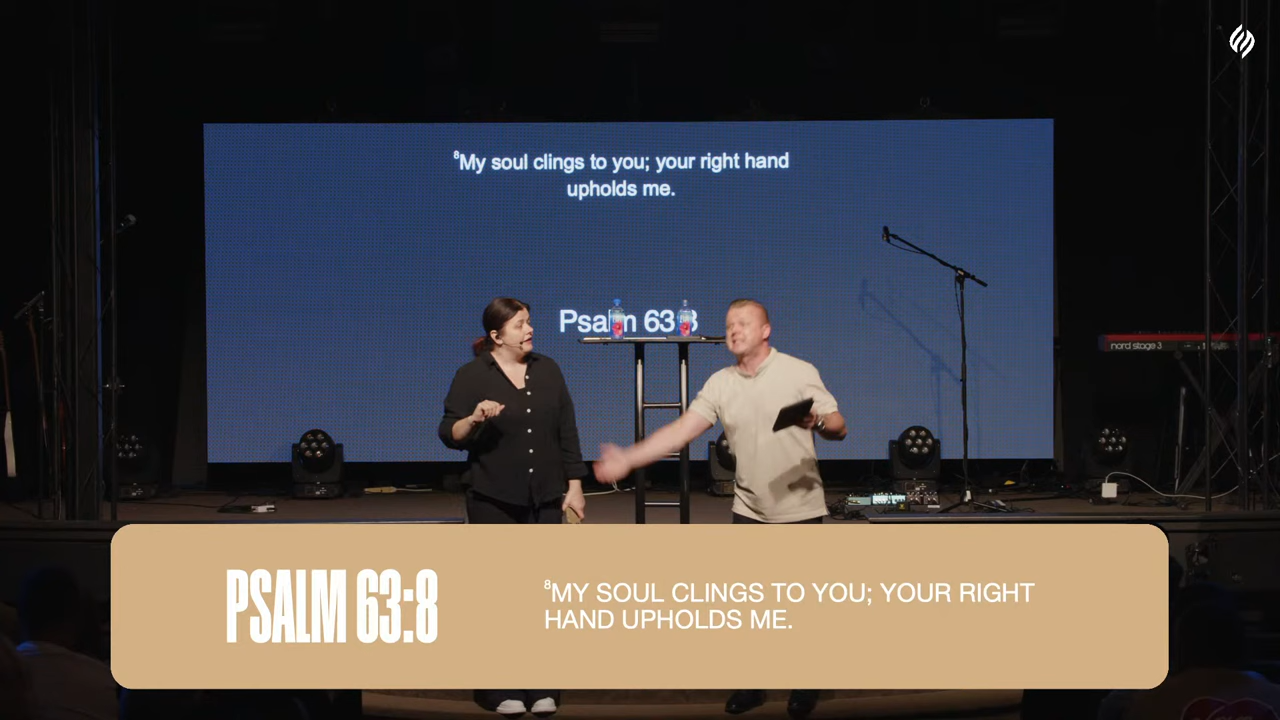 ⁸My soul clings to you; your right hand
upholds me.
Psalm 63:8
nord stage 3
PSALM 63:8
⁸MY SOUL CLINGS TO YOU; YOUR RIGHT
HAND UPHOLDS ME.